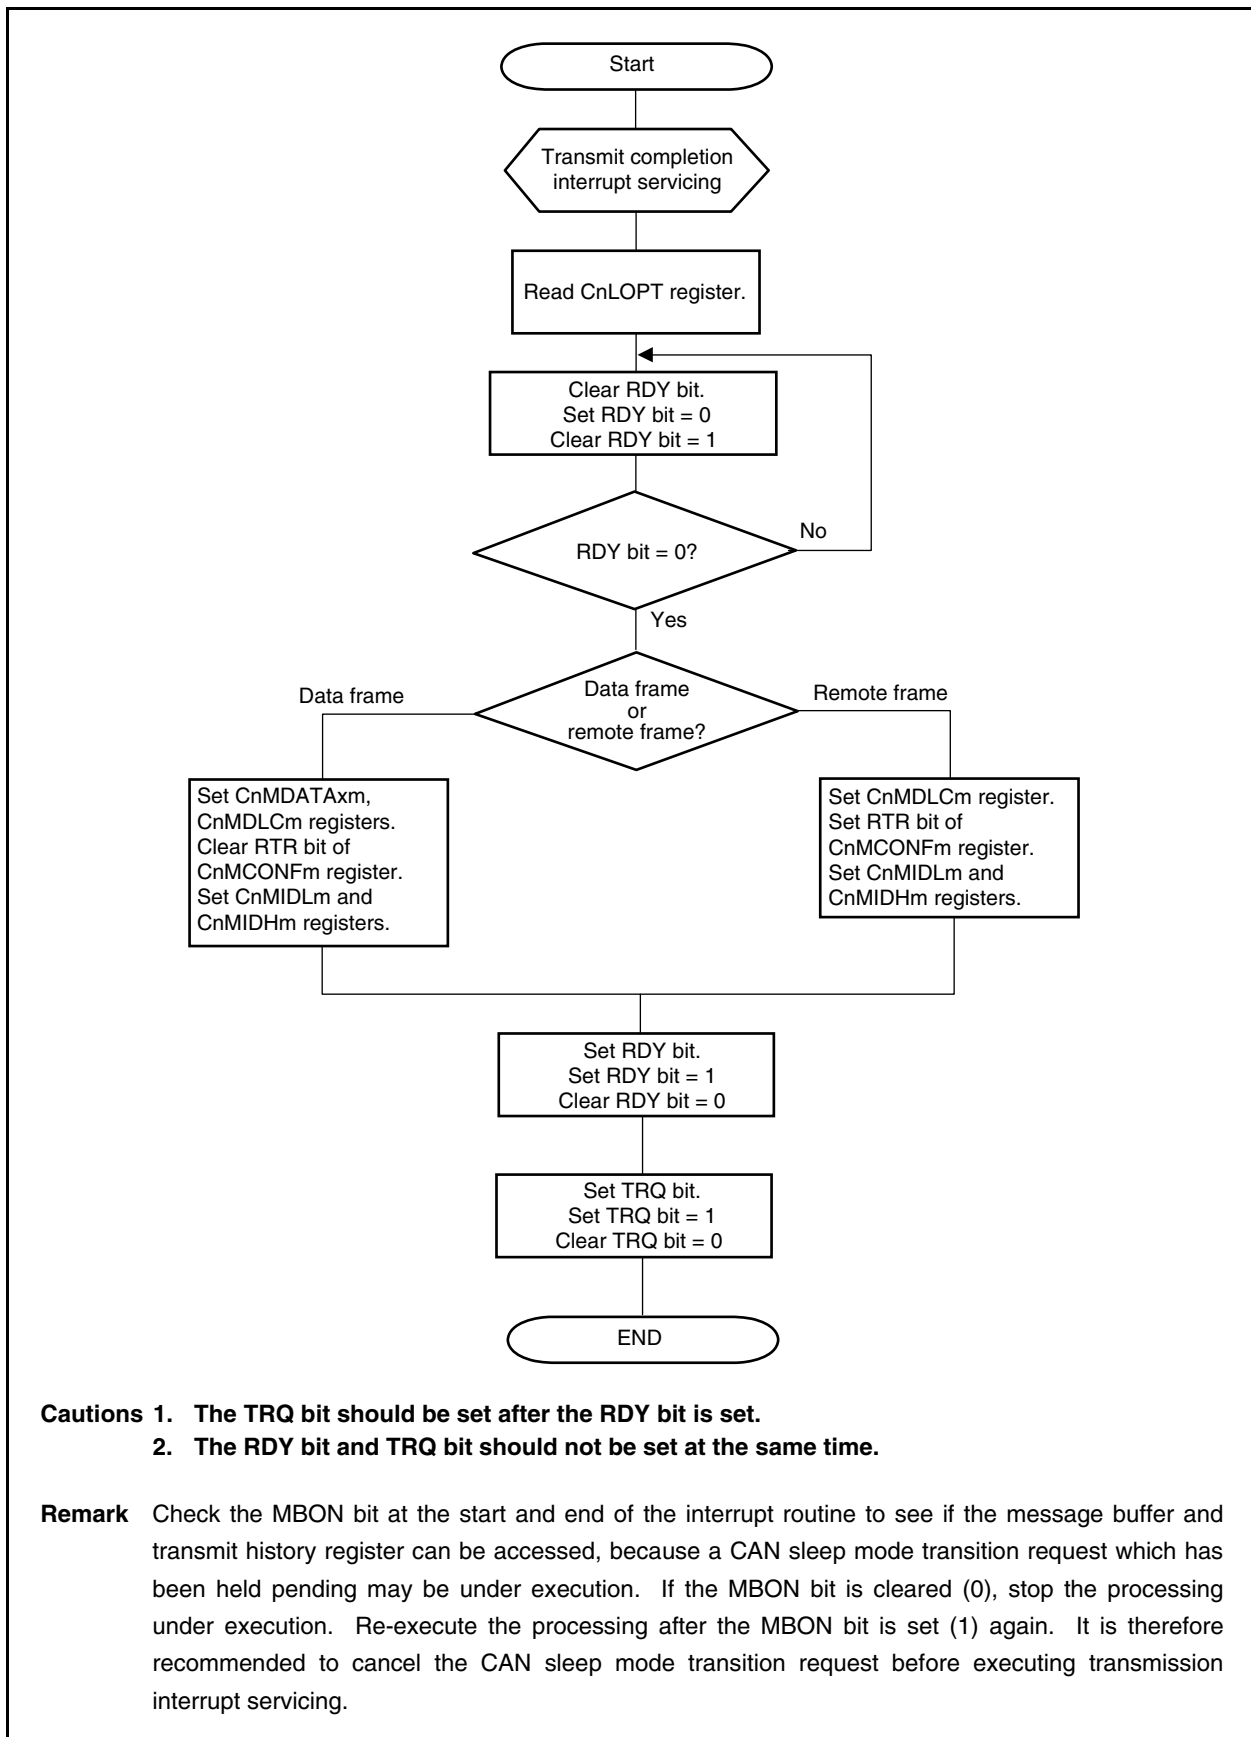 Start
Transmit completion
interrupt servicing
Read CnLOPT register.
Clear RDY bit.
Set RDY bit = 0
Clear RDY bit = 1
No
RDY bit = 0?
Yes
Data frame
Data frame
or
remote frame?
Remote frame
Set CnMDATAxm,
CnMDLCm registers.
Clear RTR bit of
CnMCONFm register.
Set CnMIDLm and
CnMIDHm registers.
Set CnMDLCm register.
Set RTR bit of
CnMCONFm register.
Set CnMIDLm and
CnMIDHm registers.
Set RDY bit.
Set RDY bit = 1
Clear RDY bit = 0
Set TRQ bit.
Set TRQ bit = 1
Clear TRQ bit = 0
END
Cautions 1. The TRQ bit should be set after the RDY bit is set.
2. The RDY bit and TRQ bit should not be set at the same time.
Remark Check the MBON bit at the start and end of the interrupt routine to see if the message buffer and
transmit history register can be accessed, because a CAN sleep mode transition request which has
been held pending may be under execution. If the MBON bit is cleared (0), stop the processing
under execution. Re-execute the processing after the MBON bit is set (1) again. It is therefore
recommended to cancel the CAN sleep mode transition request before executing transmission
interrupt servicing.